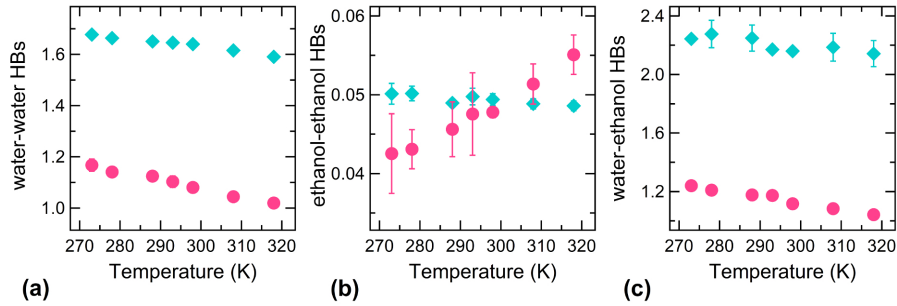 water-water HBs
1.6
1.4
1.2
1.0
270 280 290 300 310 320
Temperature (K)
(a)
ethanol-ethanol HBs
0.06
0.05
0.04
270 280 290 300 310 320
Temperature (K)
(b)
water-ethanol HBs
2.4
2.0
1.6
1.2
270 280 290 300 310 320
Temperature (K)
(c)